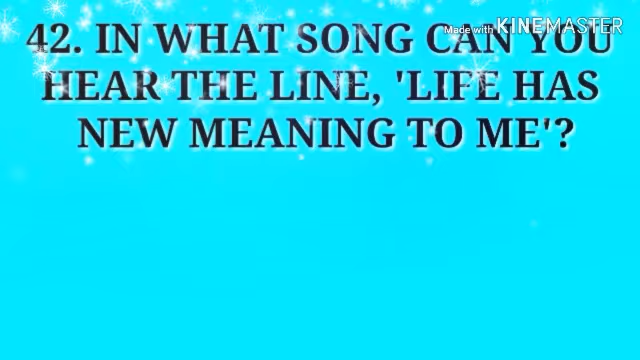 Made with KINEMASTER
42. IN WHAT SONG CAN YOU
HEAR THE LINE, 'LIFE HAS
NEW MEANING TO ME'?